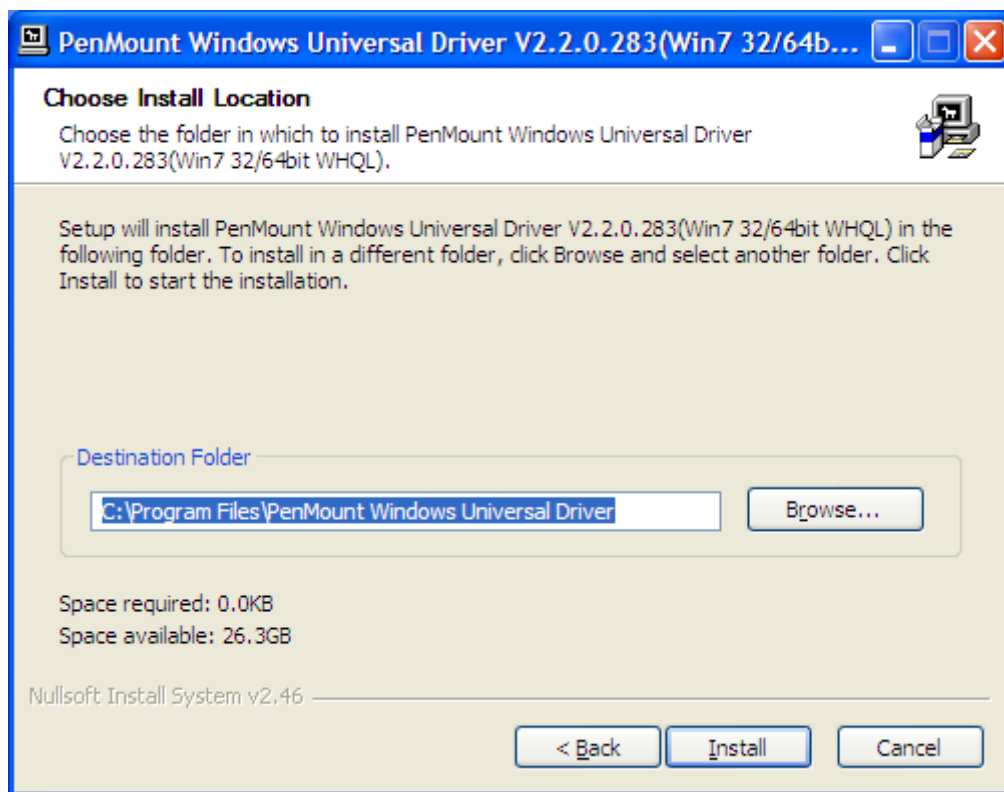 PenMount Windows Universal Driver V2.2.0.283(Win7 32/64b...
Choose Install Location
Choose the folder in which to install PenMount Windows Universal Driver
V2.2.0.283(Win7 32/64bit WHQL).
Setup will install PenMount Windows Universal Driver V2.2.0.283(Win7 32/64bit WHQL) in the
following folder. To install in a different folder, click Browse and select another folder. Click
Install to start the installation.
Destination Folder
C:\Program Files\PenMount Windows Universal Driver
Browse...
Space required: 0.0KB
Space available: 26.3GB
Nullsoft Install System v2.46
< Back
Install
Cancel